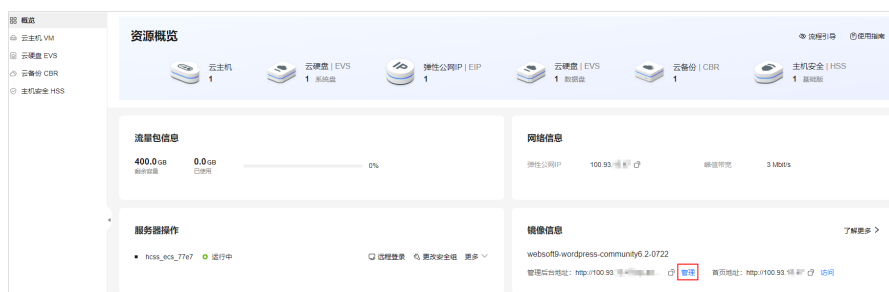 概览
云主机 VM
云硬盘 EVS
云备份 CBR
主机安全 HSS
资源概览
流程引导 使用指南
云主机 1
云硬盘 | EVS 1 系统盘
弹性公网IP | EIP 1
云硬盘 | EVS 1 数据盘
云备份 | CBR 1
主机安全 | HSS 1 基础版
流量包信息
400.0 GB 0.0 GB 0%
剩余容量 已使用
网络信息
弹性公网IP 100.93. 峰值带宽 3 Mbit/s
服务器操作
hcss_ecs_77e7 运行中 远程登录 更改安全组 更多
镜像信息 了解更多
websoft9-wordpress-community6.2-0722
管理后台地址: http://100.93 管理 首页地址: http://100.93. 访问